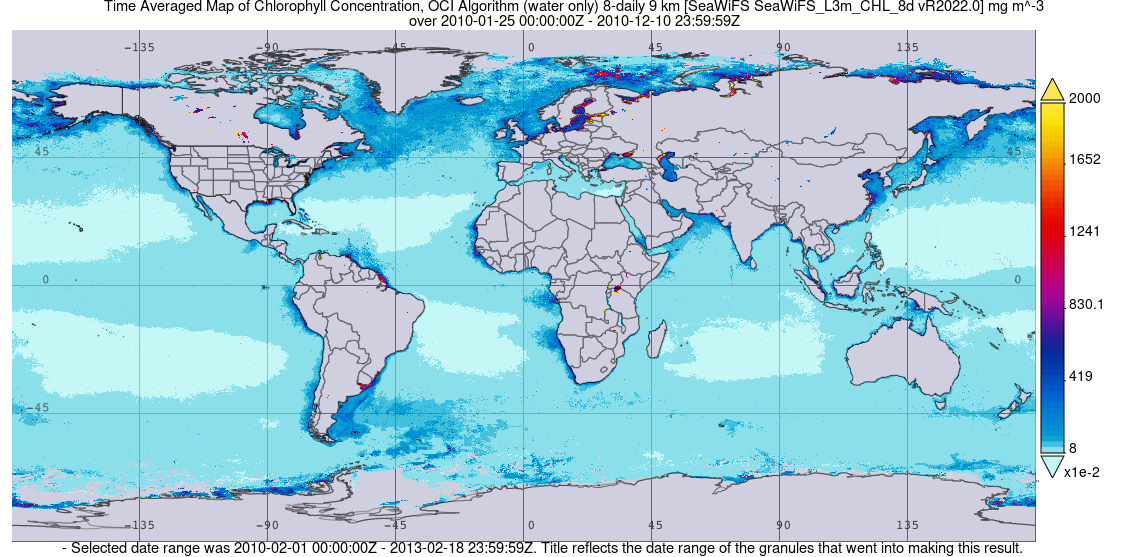 Time Averaged Map of Chlorophyll Concentration, OCI Algorithm (water only) 8-daily 9 km [SeaWiFS SeaWiFS_L3m_CHL_8d vR2022.0] mg m^-3
over 2010-01-25 00:00:00Z - 2010-12-10 23:59:59Z
-135 -90 -45 0 45 90 135
2000
45 45
1652
1241
0 0
830.1
419
-45
8
x1e-2
-135 -90 -45 0 45 90 135
- Selected date range was 2010-02-01 00:00:00Z - 2013-02-18 23:59:59Z. Title reflects the date range of the granules that went into making this result.